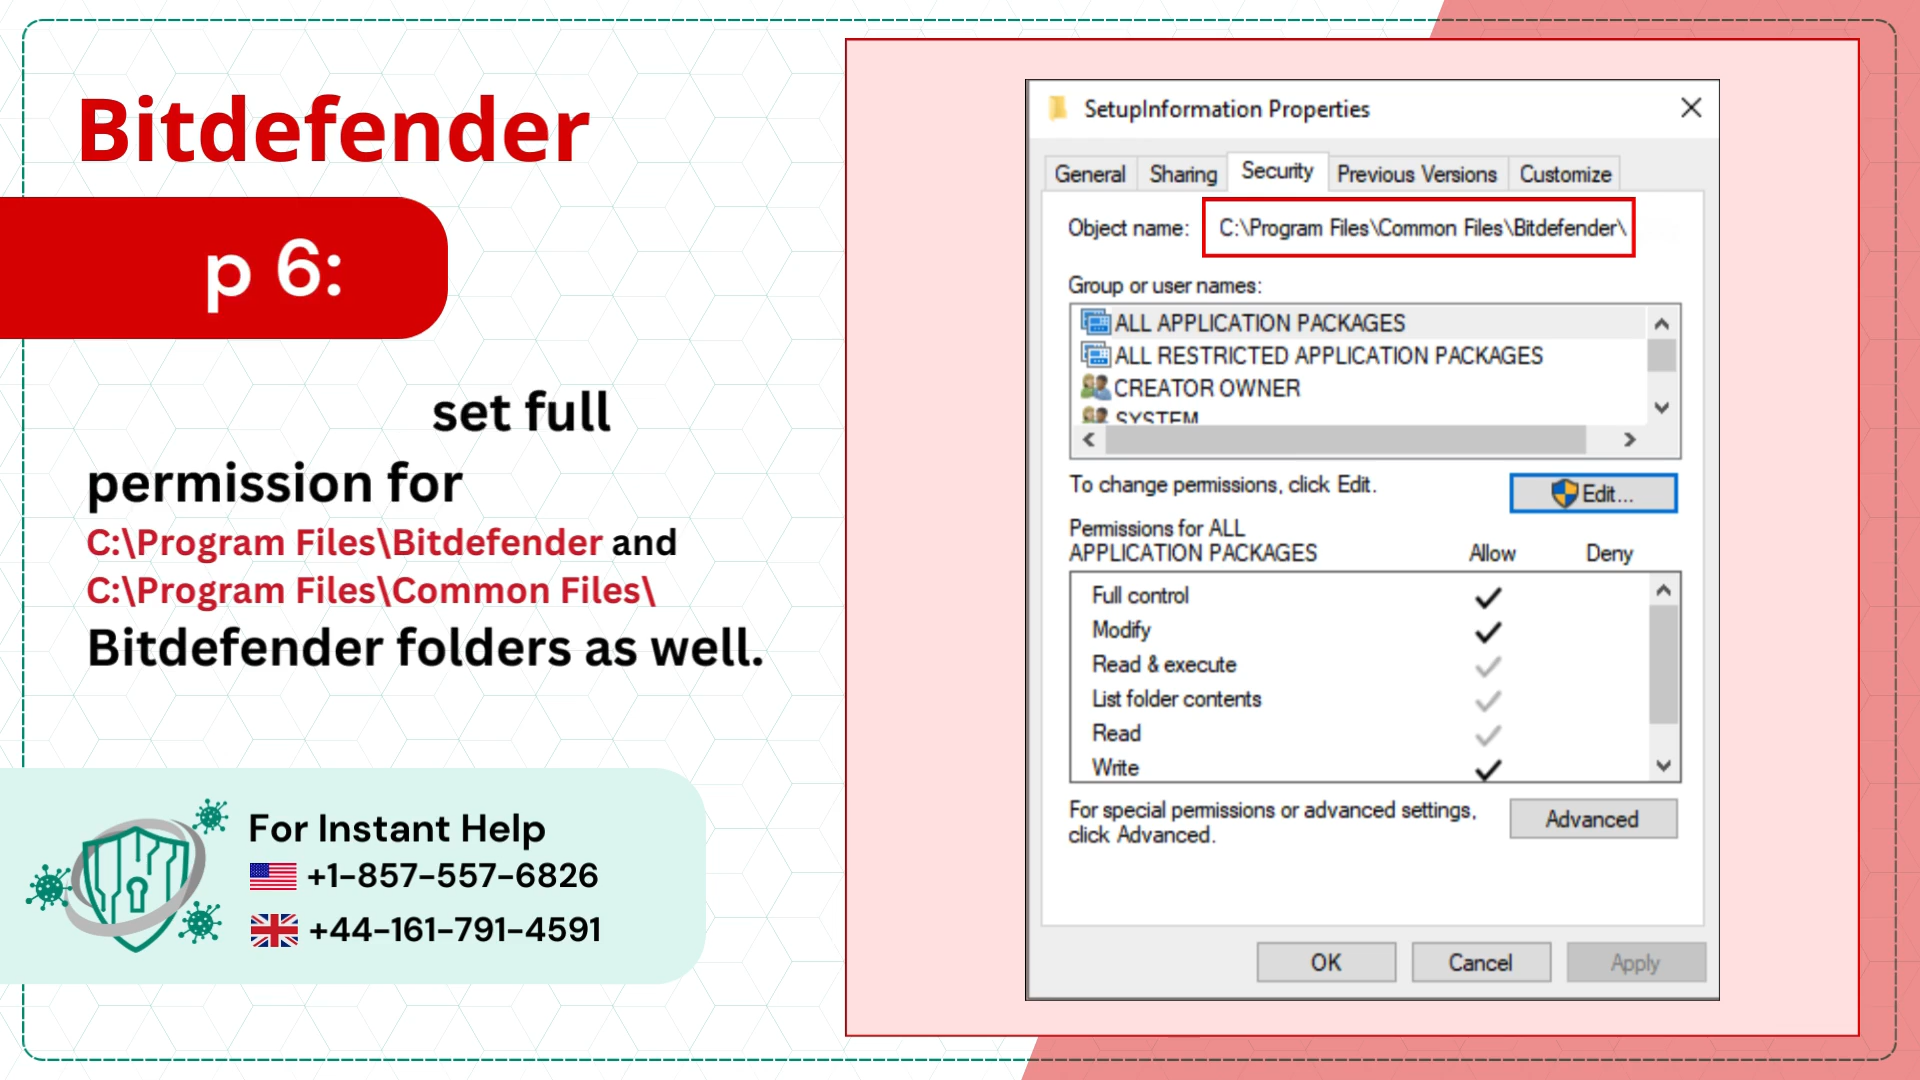 Bitdefender
p 6:
set full
permission for
C:\Program Files\Bitdefender and
C:\Program Files\Common Files\
Bitdefender folders as well.
For Instant Help
+1-857-557-6826
+44-161-791-4591
SetupInformation Properties
General Sharing Security Previous Versions Customize
Object name: C:\Program Files\Common Files\Bitdefender\
Group or user names:
ALL APPLICATION PACKAGES
ALL RESTRICTED APPLICATION PACKAGES
CREATOR OWNER
SYSTEM
To change permissions, click Edit.
Edit...
Permissions for ALL
APPLICATION PACKAGES Allow Deny
Full control
Modify
Read & execute
List folder contents
Read
Write
For special permissions or advanced settings,
click Advanced.
Advanced
OK Cancel Apply